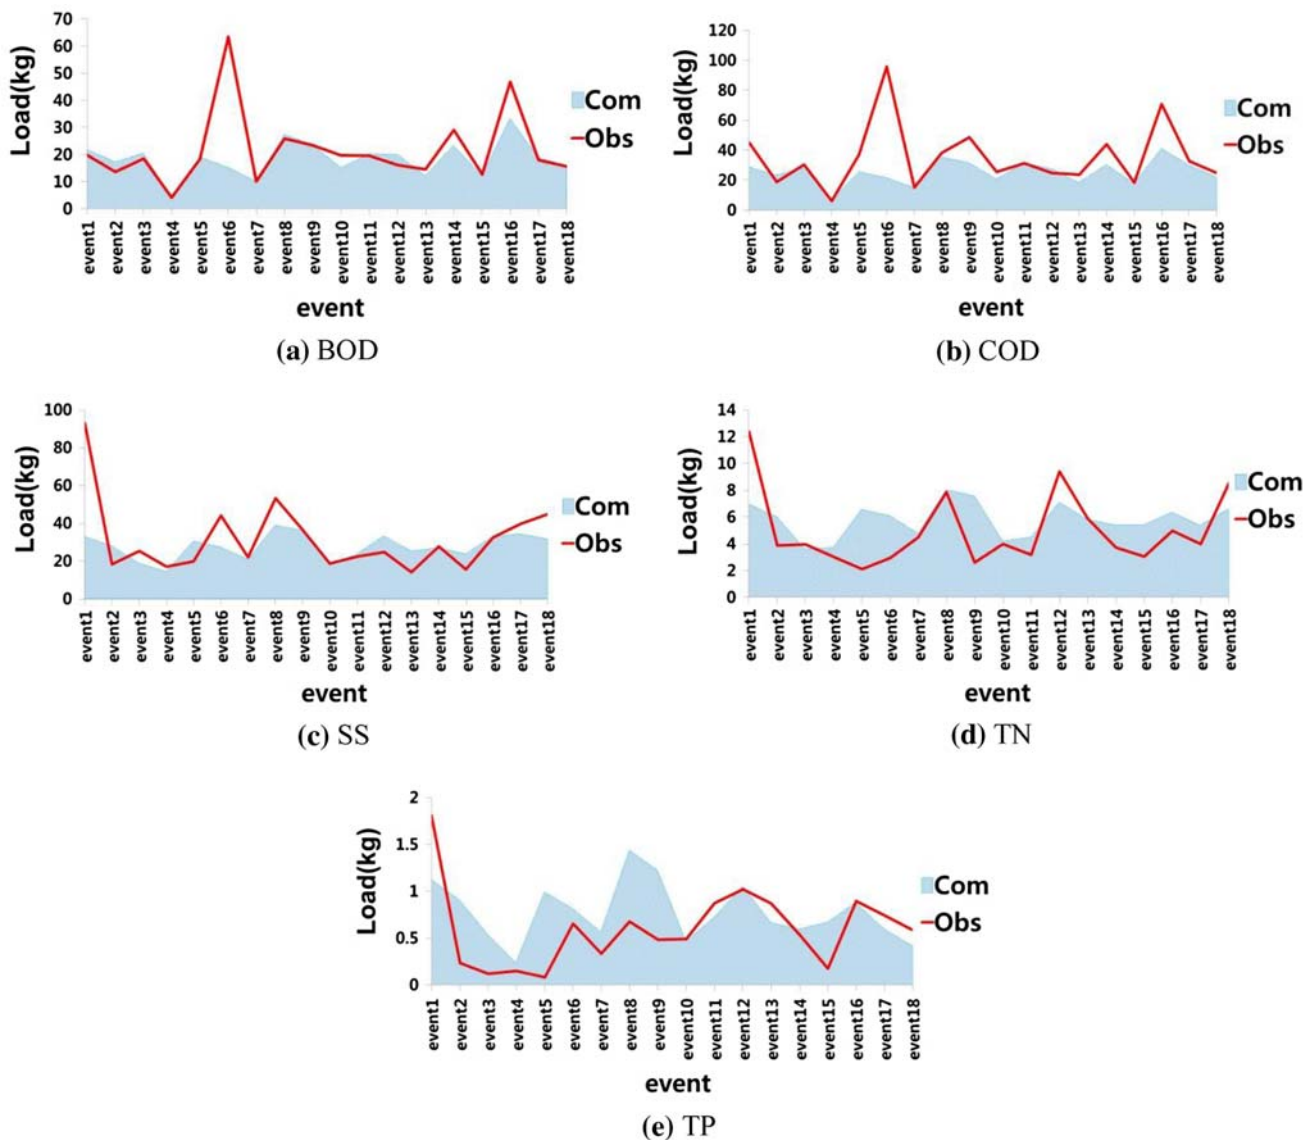 70
60
50
40
30
20
10
0
Load(kg)
Com
Obs
event1 event2 event3 event4 event5 event6 event7 event8 event9 event10 event11 event12 event13 event14 event15 event16 event17 event18
event
(a) BOD
120
100
80
60
40
20
0
Load(kg)
Com
Obs
event1 event2 event3 event4 event5 event6 event7 event8 event9 event10 event11 event12 event13 event14 event15 event16 event17 event18
event
(b) COD
100
80
60
40
20
0
Load(kg)
Com
Obs
event1 event2 event3 event4 event5 event6 event7 event8 event9 event10 event11 event12 event13 event14 event15 event16 event17 event18
event
(c) SS
14
12
10
8
6
4
2
0
Load(kg)
Com
Obs
event1 event2 event3 event4 event5 event6 event7 event8 event9 event10 event11 event12 event13 event14 event15 event16 event17 event18
event
(d) TN
2
1.5
1
0.5
0
Load(kg)
Com
Obs
event1 event2 event3 event4 event5 event6 event7 event8 event9 event10 event11 event12 event13 event14 event15 event16 event17 event18
event
(e) TP